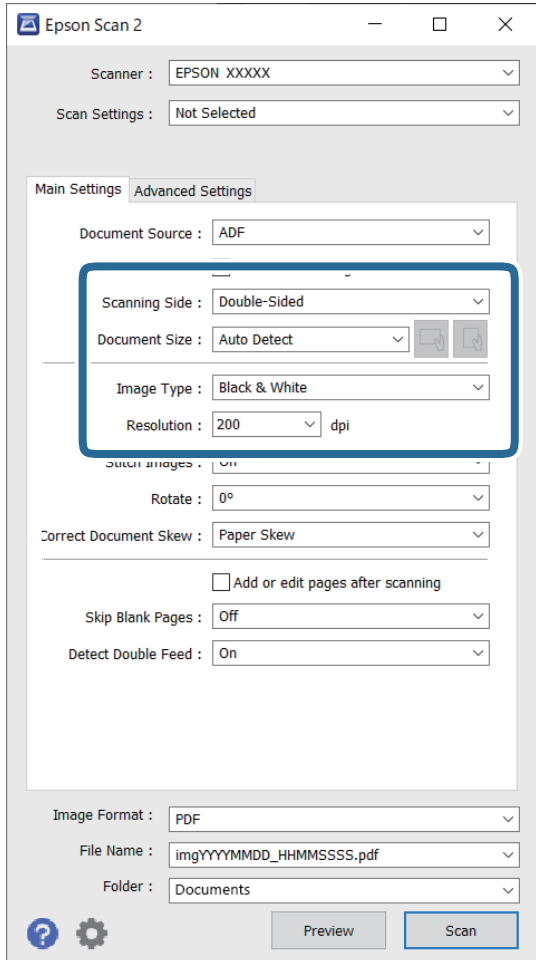 Epson Scan 2
Scanner : EPSON XXXXX
Scan Settings : Not Selected
Main Settings Advanced Settings
Document Source : ADF
Scanning Side : Double-Sided
Document Size : Auto Detect
Image Type : Black & White
Resolution : 200 dpi
Stitch Images : Off
Rotate : 0°
Correct Document Skew : Paper Skew
Add or edit pages after scanning
Skip Blank Pages : Off
Detect Double Feed : On
Image Format : PDF
File Name : imgYYYYMMDD_HHMMSSSS.pdf
Folder : Documents
? Preview Scan